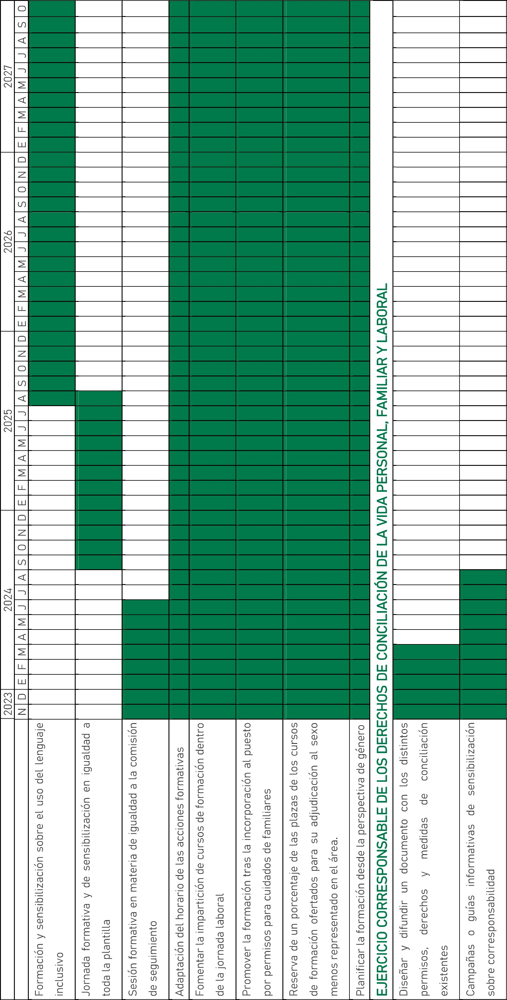 2023 2024 2025 2026 2027
N D E F M A M J J A S O N D E F M A M J J A S O N D E F M A M J J A S O N D E F M A M J J A S O
Formación y sensibilización sobre el uso del lenguaje
inclusivo
Jornada formativa y de sensibilización en igualdad a
toda la plantilla
Sesión formativa en materia de igualdad a la comisión
de seguimiento
Adaptación del horario de las acciones formativas
Fomentar la impartición de cursos de formación dentro
de la jornada laboral
Promover la formación tras la incorporación al puesto
por permisos para cuidados de familiares
Reserva de un porcentaje de las plazas de los cursos
de formación ofertados para su adjudicación al sexo
menos representado en el área.
Planificar la formación desde la perspectiva de género
EJERCICIO CORRESPONSABLE DE LOS DERECHOS DE CONCILIACIÓN DE LA VIDA PERSONAL, FAMILIAR Y LABORAL
Diseñar y difundir un documento con los distintos
permisos, derechos y medidas de conciliación
existentes
Campañas o guías informativas de sensibilización
sobre corresponsabilidad